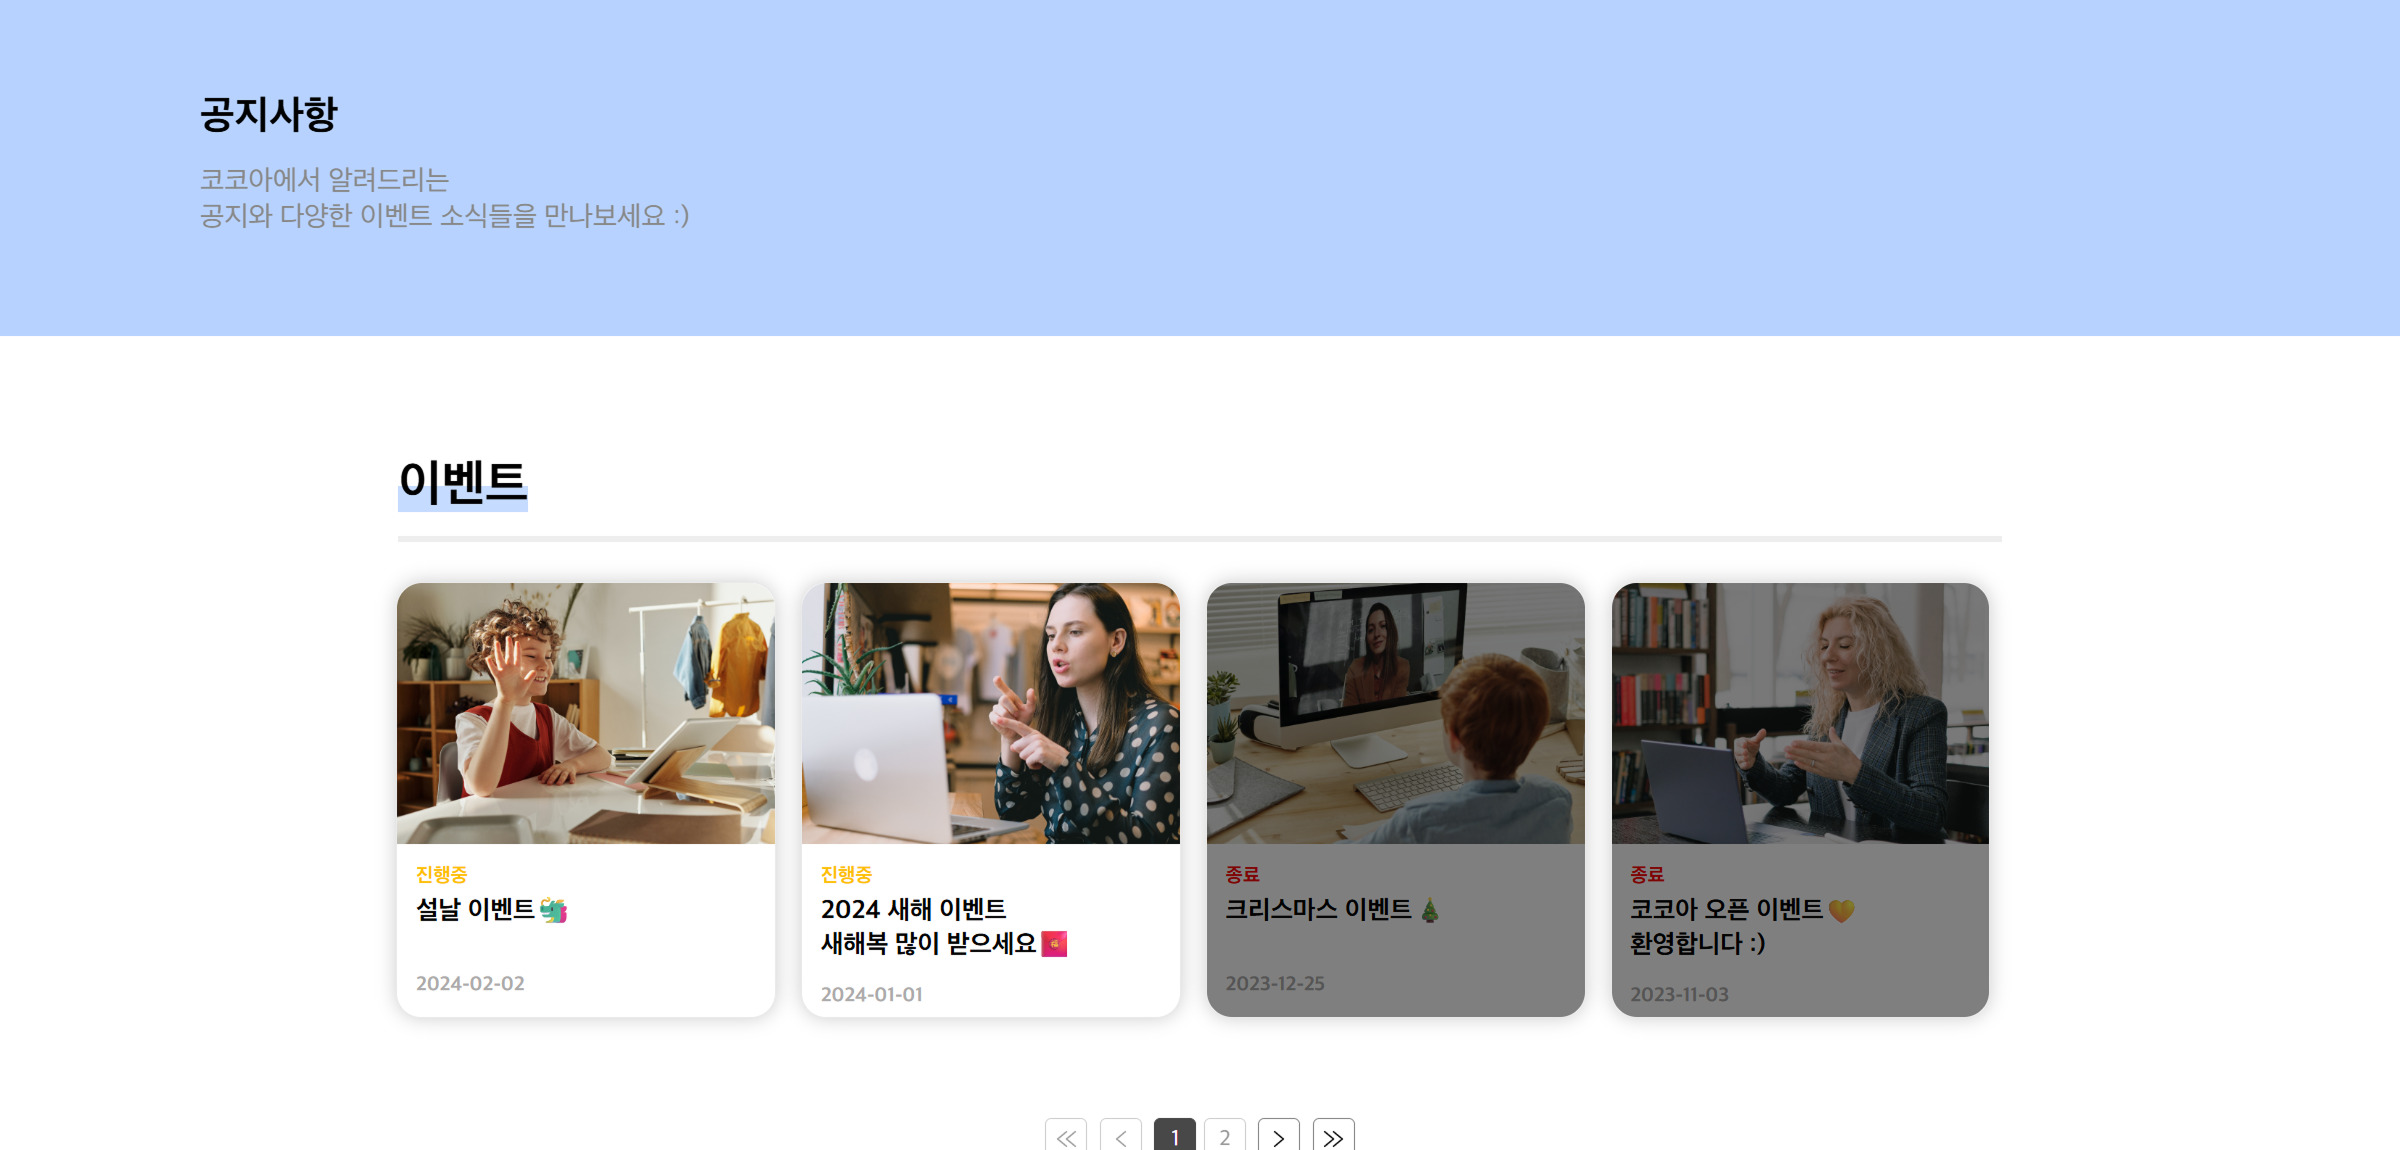 공지사항
코코아에서 알려드리는
공지와 다양한 이벤트 소식들을 만나보세요 :)
이벤트
진행중
설날 이벤트
2024-02-02
진행중
2024 새해 이벤트
새해복 많이 받으세요
2024-01-01
종료
크리스마스 이벤트
2023-12-25
종료
코코아 오픈 이벤트
환영합니다 :)
2023-11-03
1 2